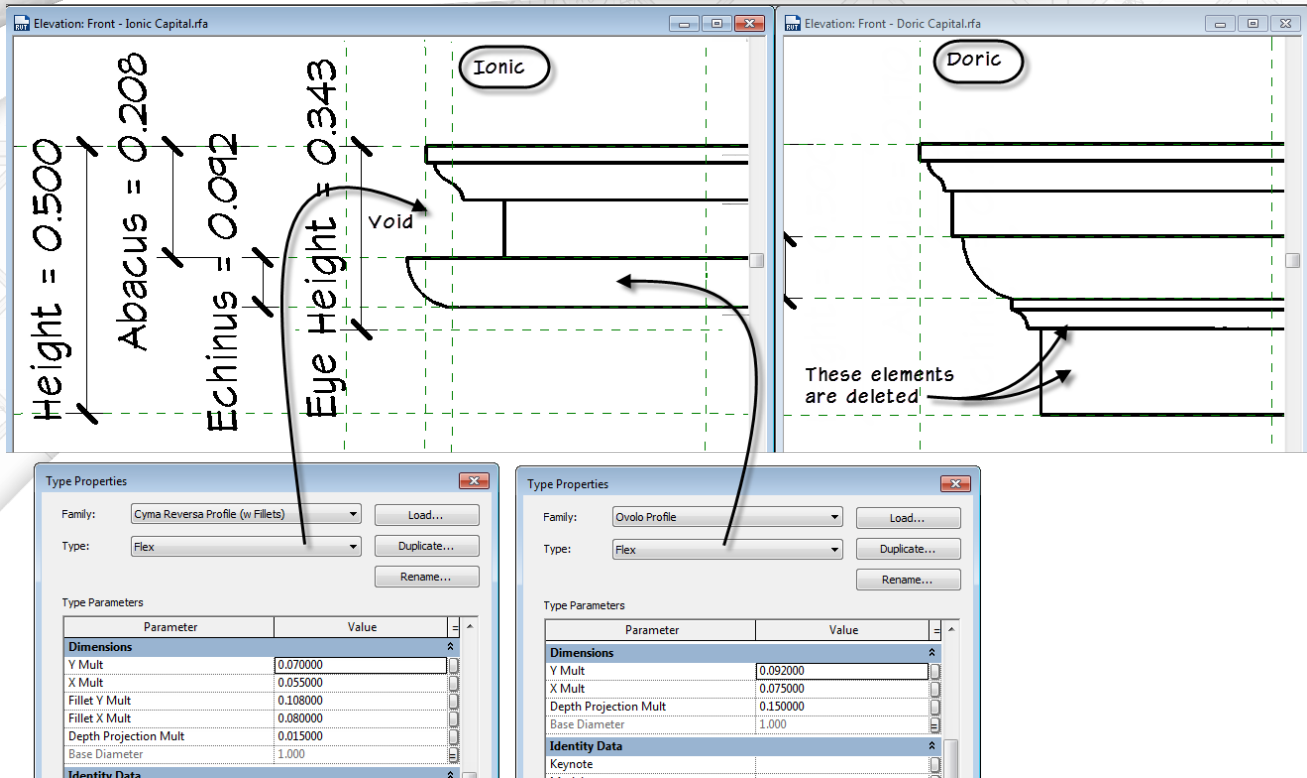 Elevation: Front - Ionic Capital.rfa
Ionic
Height = 0.500
Abacus = 0.208
Echinus = 0.092
Eye Height = 0.343
Void
Elevation: Front - Doric Capital.rfa
Doric
These elements
are deleted
Type Properties
Family: Cyma Reversa Profile (w Fillets) Load...
Type: Flex Duplicate...
Rename...
Type Parameters
Parameter Value =
Dimensions
Y Mult 0.070000
X Mult 0.055000
Fillet Y Mult 0.108000
Fillet X Mult 0.080000
Depth Projection Mult 0.015000
Base Diameter 1.000 =
Identity Data
Type Properties
Family: Ovolo Profile Load...
Type: Flex Duplicate...
Rename...
Type Parameters
Parameter Value =
Dimensions
Y Mult 0.092000
X Mult 0.075000
Depth Projection Mult 0.150000
Base Diameter 1.000 =
Identity Data
Keynote